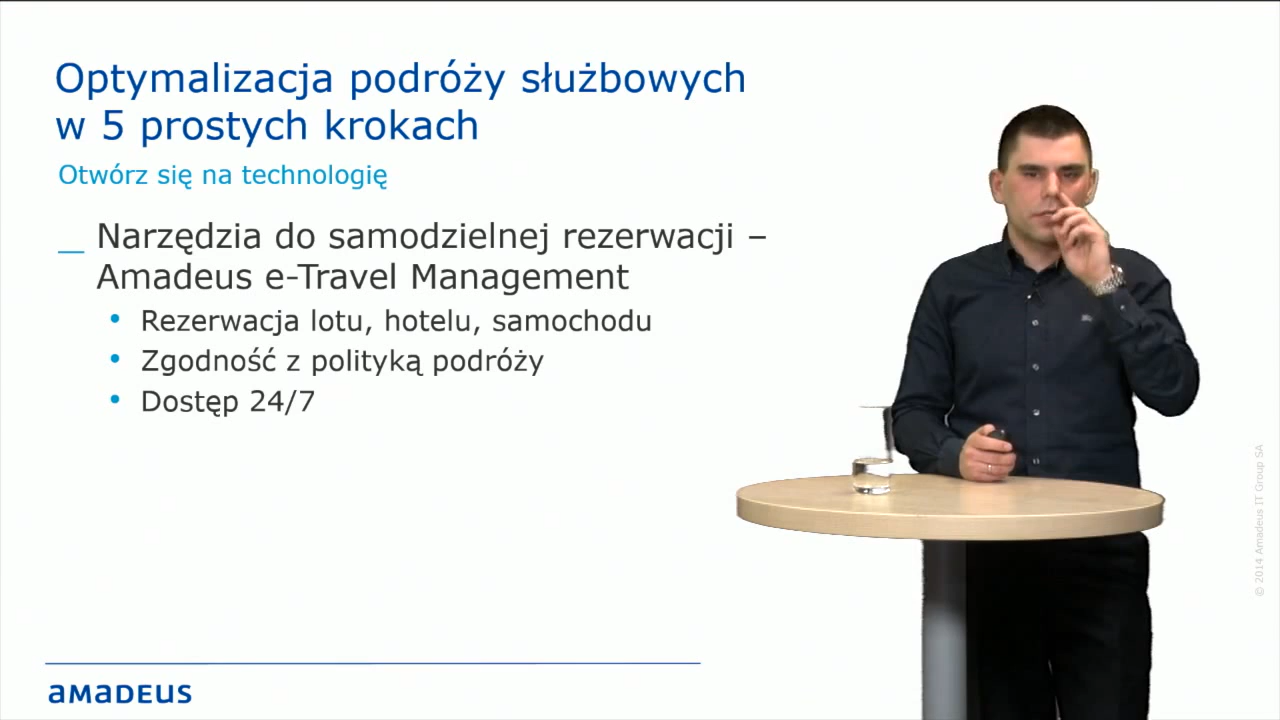 Optymalizacja podróży służbowych
w 5 prostych krokach
Otwórz się na technologię
_ Narzędzia do samodzielnej rezerwacji –
Amadeus e-Travel Management
• Rezerwacja lotu, hotelu, samochodu
• Zgodność z polityką podróży
• Dostęp 24/7
© 2014 Amadeus IT Group SA
amadeus